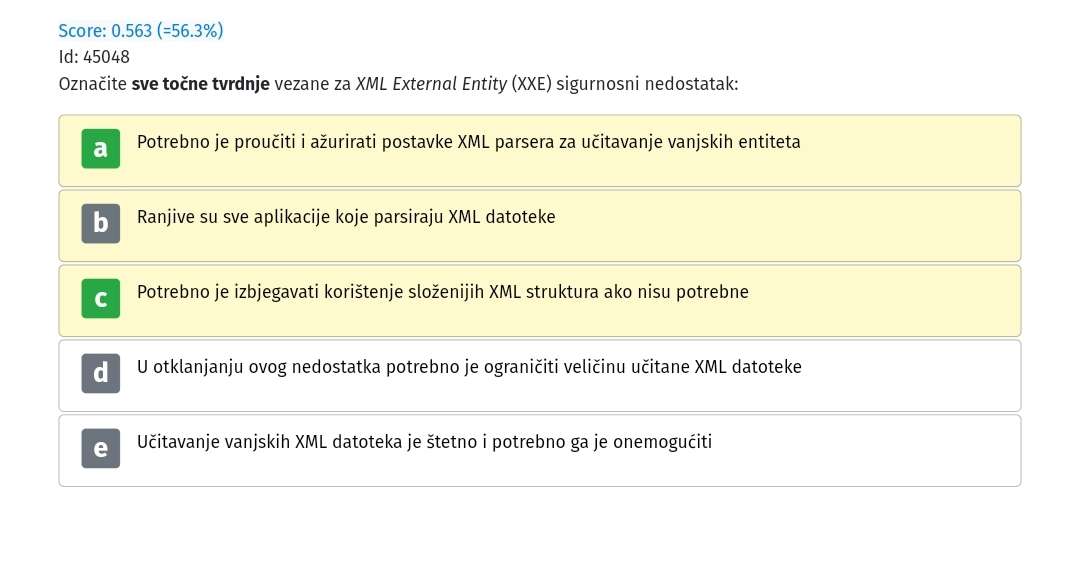 Score: 0.563 (=56.3%)
Id: 45048
Označite sve točne tvrdnje vezane za XML External Entity (XXE) sigurnosni nedostatak:
a Potrebno je proučiti i ažurirati postavke XML parsera za učitavanje vanjskih entiteta
b Ranjive su sve aplikacije koje parsiraju XML datoteke
c Potrebno je izbjegavati korištenje složenijih XML struktura ako nisu potrebne
d U otklanjanju ovog nedostatka potrebno je ograničiti veličinu učitane XML datoteke
e Učitavanje vanjskih XML datoteka je štetno i potrebno ga je onemogućiti